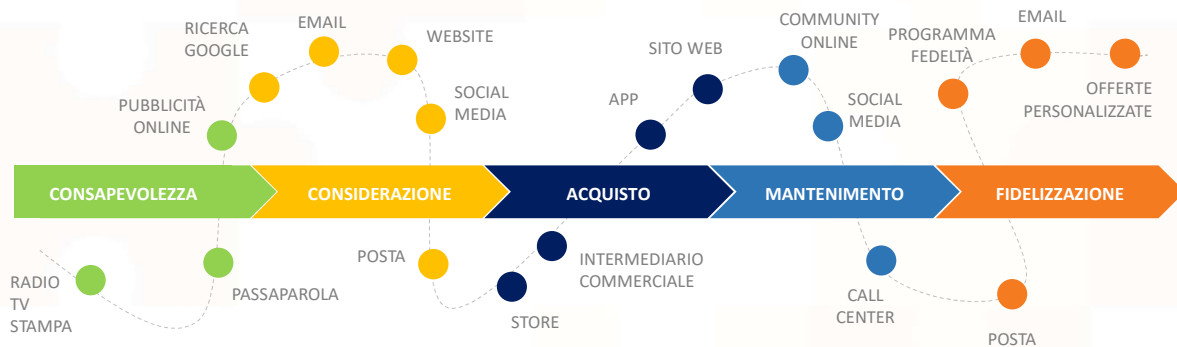 RICERCA
GOOGLE
EMAIL
WEBSITE
SOCIAL
MEDIA
PUBBLICITÀ
ONLINE
SITO WEB
APP
COMMUNITY
ONLINE
SOCIAL
MEDIA
PROGRAMMA
FEDELTÀ
EMAIL
OFFERTE
PERSONALIZZATE
CONSAPEVOLEZZA
CONSIDERAZIONE
ACQUISTO
MANTENIMENTO
FIDELIZZAZIONE
RADIO
TV
STAMPA
PASSAPAROLA
POSTA
STORE
INTERMEDIARIO
COMMERCIALE
CALL
CENTER
POSTA